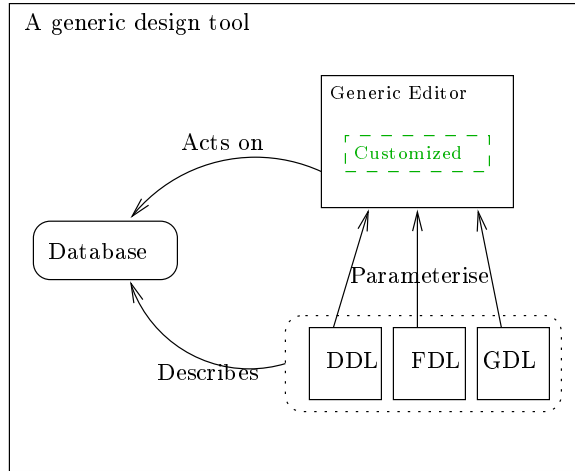 A generic design tool
Generic Editor
Customized
Acts on
Database
Parameterise
Describes
DDL
FDL
GDL